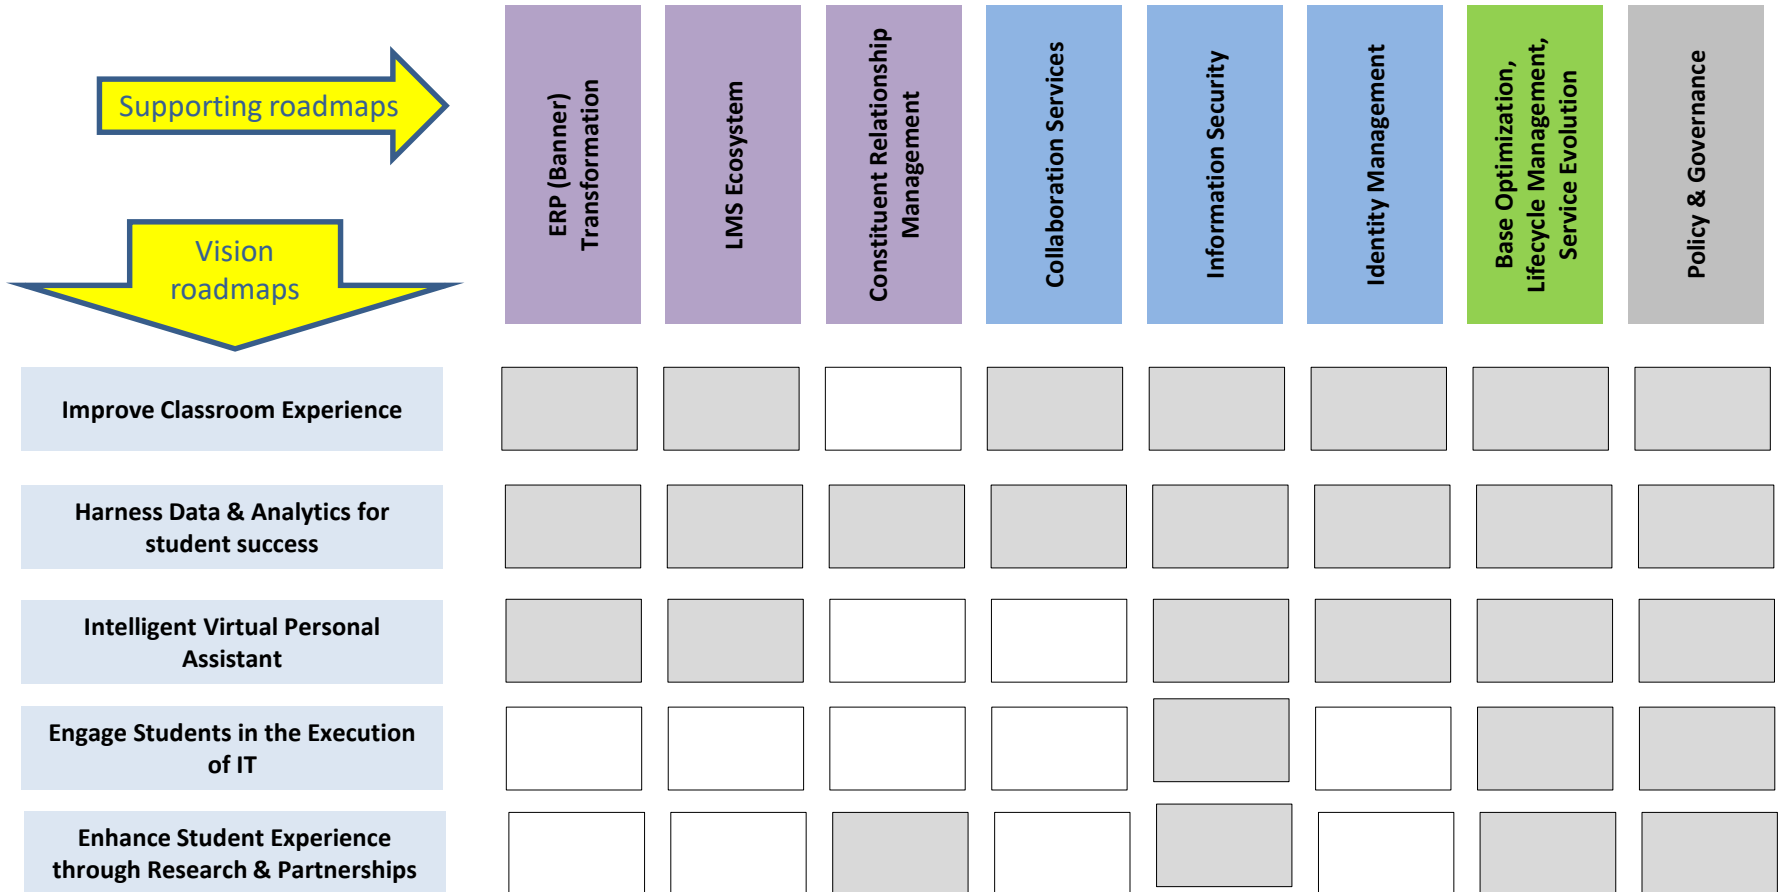 Supporting roadmaps
Vision
roadmaps
ERP (Banner)
Transformation
LMS Ecosystem
Constituent Relationship
Management
Collaboration Services
Information Security
Identity Management
Base Optimization,
Lifecycle Management,
Service Evolution
Policy & Governance
Improve Classroom Experience
Harness Data & Analytics for
student success
Intelligent Virtual Personal
Assistant
Engage Students in the Execution
of IT
Enhance Student Experience
through Research & Partnerships